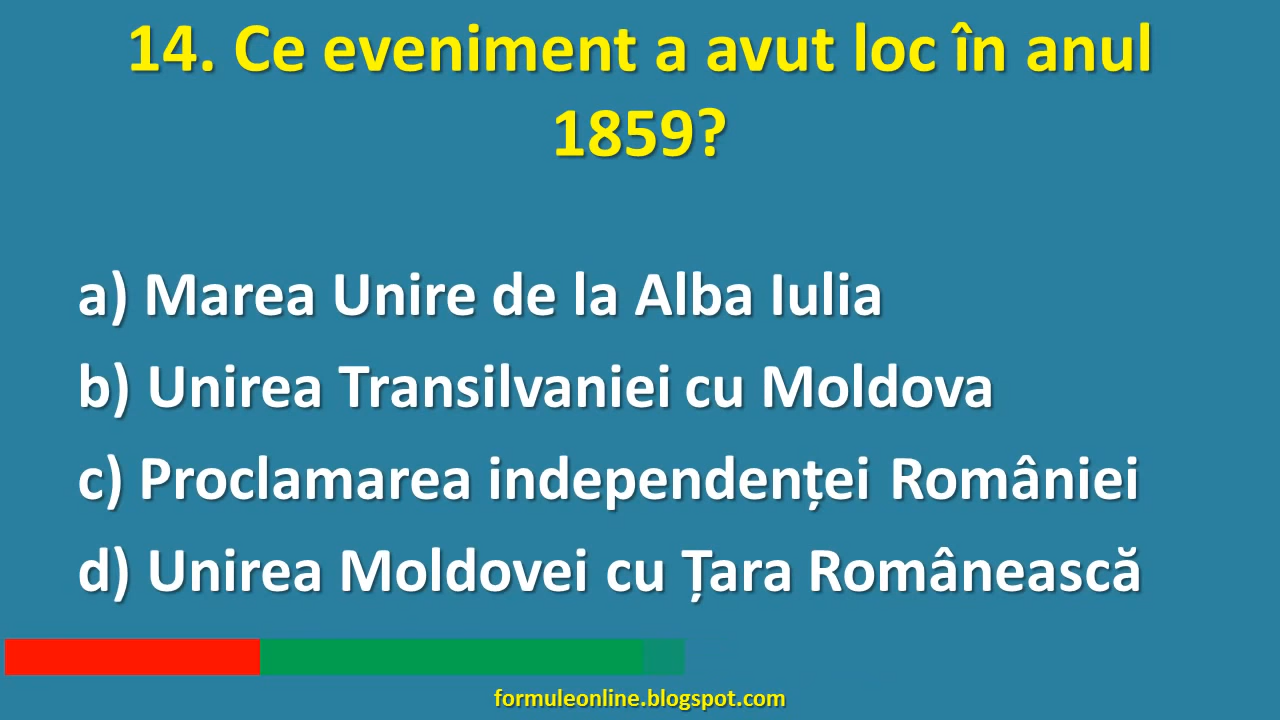 14. Ce eveniment a avut loc în anul
1859?
a) Marea Unire de la Alba Iulia
b) Unirea Transilvaniei cu Moldova
c) Proclamarea independenței României
d) Unirea Moldovei cu Țara Românească
formuleonline.blogspot.com